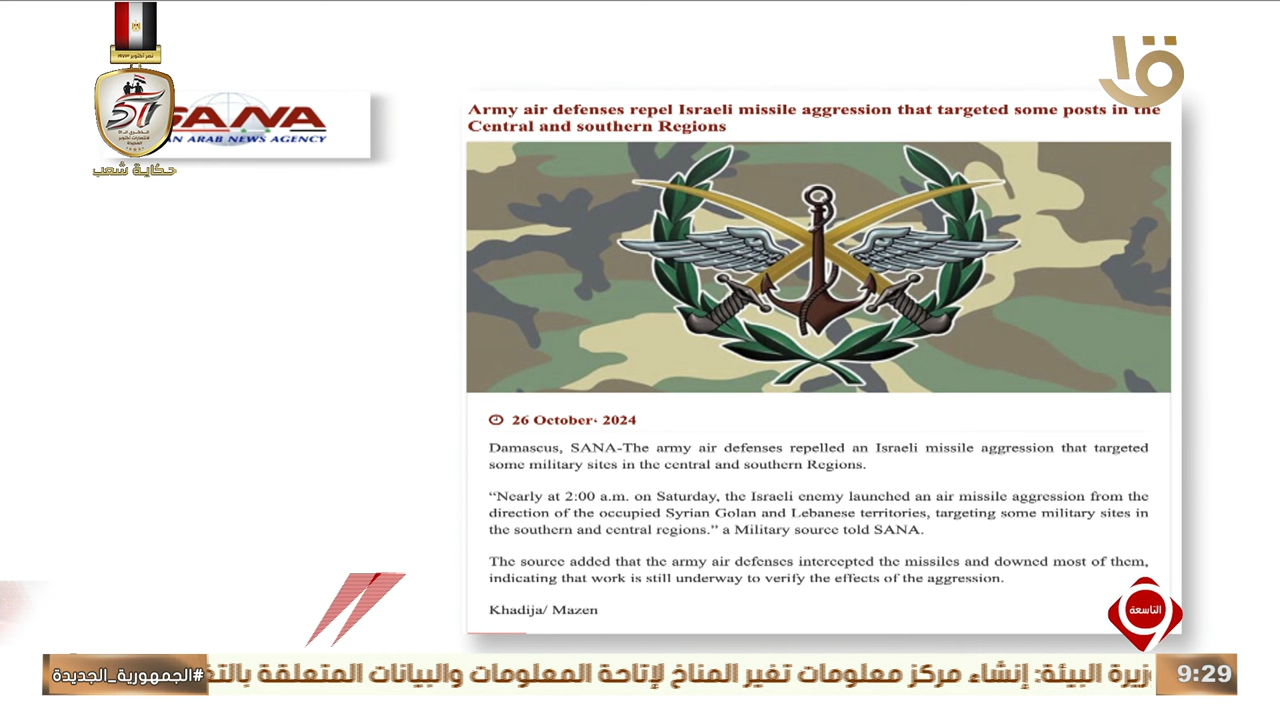 نصر أكتوبر ١٩٧٣
حكاية شعب
SANA
AN ARAB NEWS AGENCY
Army air defenses repel Israeli missile aggression that targeted some posts in the
Central and southern Regions
26 October، 2024
Damascus, SANA-The army air defenses repelled an Israeli missile aggression that targeted
some military sites in the central and southern Regions.
“Nearly at 2:00 a.m. on Saturday, the Israeli enemy launched an air missile aggression from the
direction of the occupied Syrian Golan and Lebanese territories, targeting some military sites in
the southern and central regions.” a Military source told SANA.
The source added that the army air defenses intercepted the missiles and downed most of them,
indicating that work is still underway to verify the effects of the aggression.
Khadija/ Mazen
التاسعة
9
زيرة البيئة: إنشاء مركز معلومات تغير المناخ لإتاحة المعلومات والبيانات المتعلقة بالتغ
#الجمهورية_الجديدة
9:29